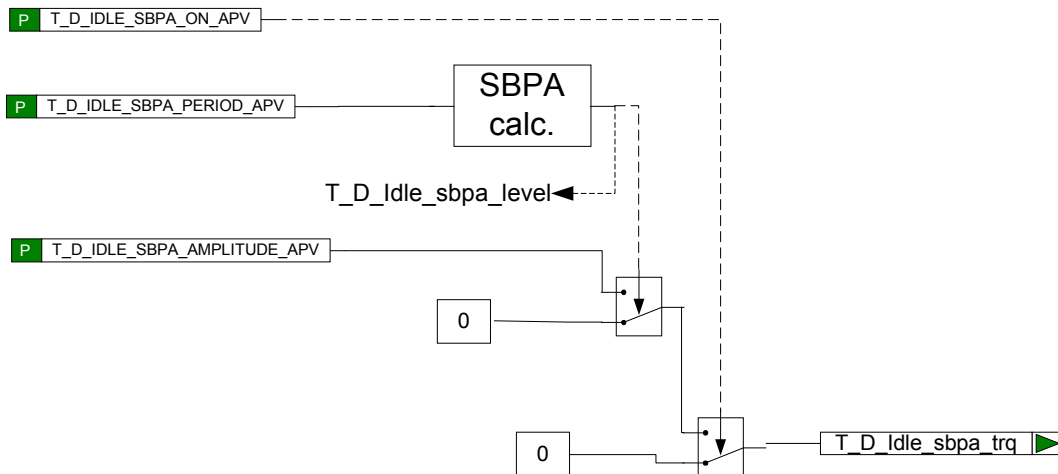 P T_D_IDLE_SBPA_ON_APV
P T_D_IDLE_SBPA_PERIOD_APV
SBPA
calc.
T_D_Idle_sbpa_level
P T_D_IDLE_SBPA_AMPLITUDE_APV
0
0
T_D_Idle_sbpa_trq